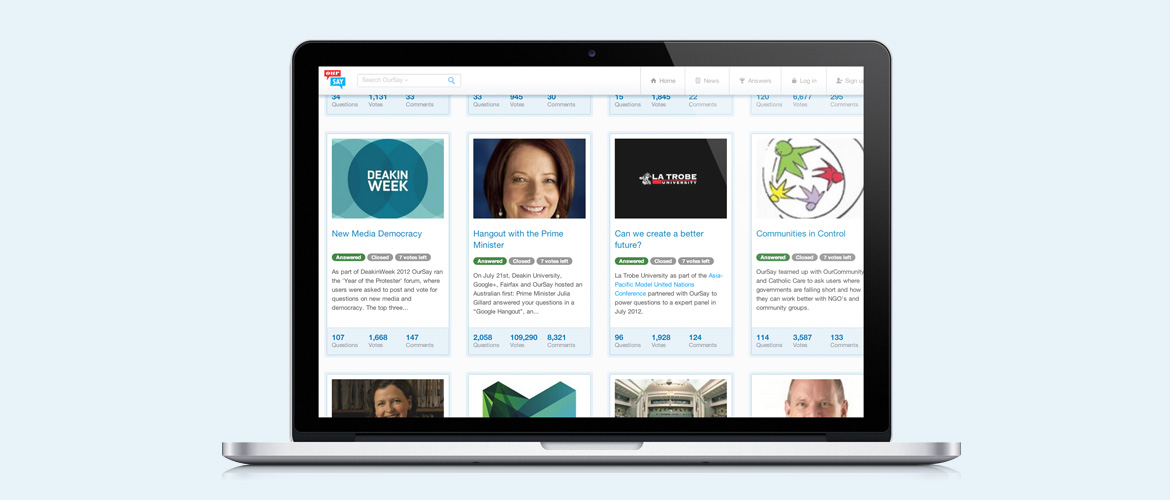 our
SAY
Search OurSay -
Home
News
Answers
Log in
Sign u
34 1,131 33
Questions Votes Comments
33 945 30
Questions Votes Comments
15 1,845 22
Questions Votes Comments
120 6,677 295
Questions Votes Comments
DEAKIN
WEEK
New Media Democracy
Answered Closed 7 votes left
As part of DeakinWeek 2012 OurSay ran
the 'Year of the Protester' forum, where
users were asked to post and vote for
questions on new media and
democracy. The top three...
107 1,668 147
Questions Votes Comments
Hangout with the Prime
Minister
Answered Closed 7 votes left
On July 21st, Deakin University,
Google+, Fairfax and OurSay hosted an
Australian first: Prime Minister Julia
Gillard answered your questions in a
"Google Hangout", an...
2,058 109,290 8,321
Questions Votes Comments
LA TROBE
UNIVERSITY
Can we create a better
future?
Answered Closed 7 votes left
La Trobe University as part of the Asia-
Pacific Model United Nations
Conference partnered with OurSay to
power questions to a expert panel in
July 2012.
96 1,928 124
Questions Votes Comments
Communities in Control
Answered Closed 7 votes left
OurSay teamed up with OurCommunity
and Catholic Care to ask users where
governments are falling short and how
they can work better with NGO's and
community groups.
114 3,587 133
Questions Votes Comments